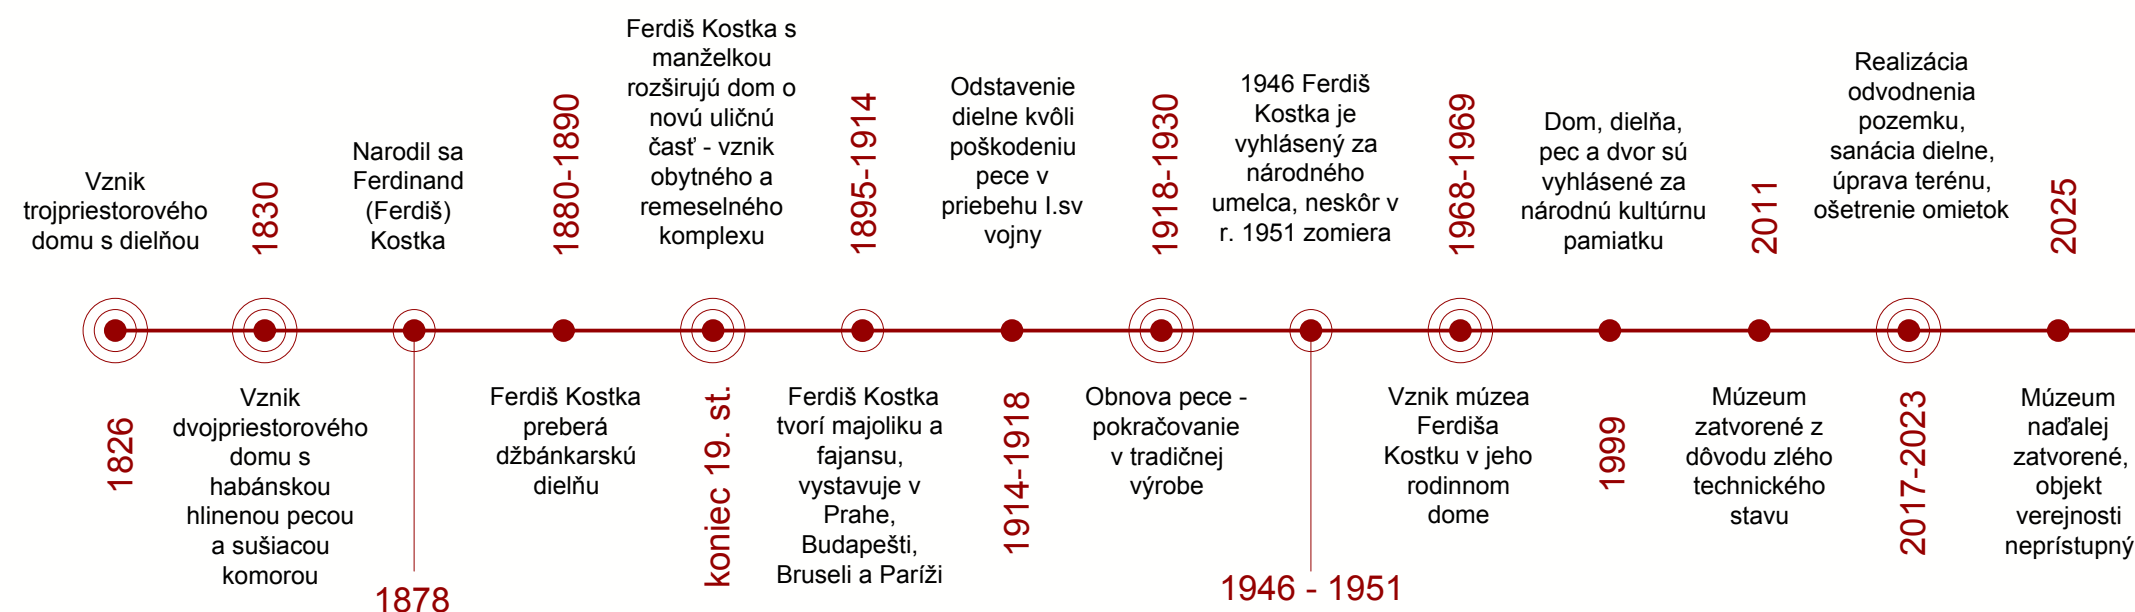 Vznik
trojpriestorového
domu s dielňou
1826
1830
Vznik
dvojpriestorového
domu s
habánskou
hlinenou pecou
a sušiacou
komorou
Narodil sa
Ferdinand
(Ferdiš)
Kostka
1878
1880-1890
Ferdiš Kostka
preberá
džbánkarskú
dielňu
Ferdiš Kostka s
manželkou
rozširujú dom o
novú uličnú
časť - vznik
obytného a
remeselného
komplexu
koniec 19. st.
1895-1914
Ferdiš Kostka
tvorí majoliku a
fajansu,
vystavuje v
Prahe,
Budapešti,
Bruseli a Paríži
Odstavenie
dielne kvôli
poškodeniu
pece v
priebehu I.sv
vojny
1914-1918
1918-1930
Obnova pece -
pokračovanie
v tradičnej
výrobe
1946 Ferdiš
Kostka je
vyhlásený za
národného
umelca, neskôr v
r. 1951 zomiera
1946 - 1951
1968-1969
Vznik múzea
Ferdiša
Kostku v jeho
rodinnom
dome
Dom, dielňa,
pec a dvor sú
vyhlásené za
národnú kultúrnu
pamiatku
1999
2011
Múzeum
zatvorené z
dôvodu zlého
technického
stavu
Realizácia
odvodnenia
pozemku,
sanácia dielne,
úprava terénu,
ošetrenie omietok
2017-2023
2025
Múzeum
naďalej
zatvorené,
objekt
verejnosti
neprístupný